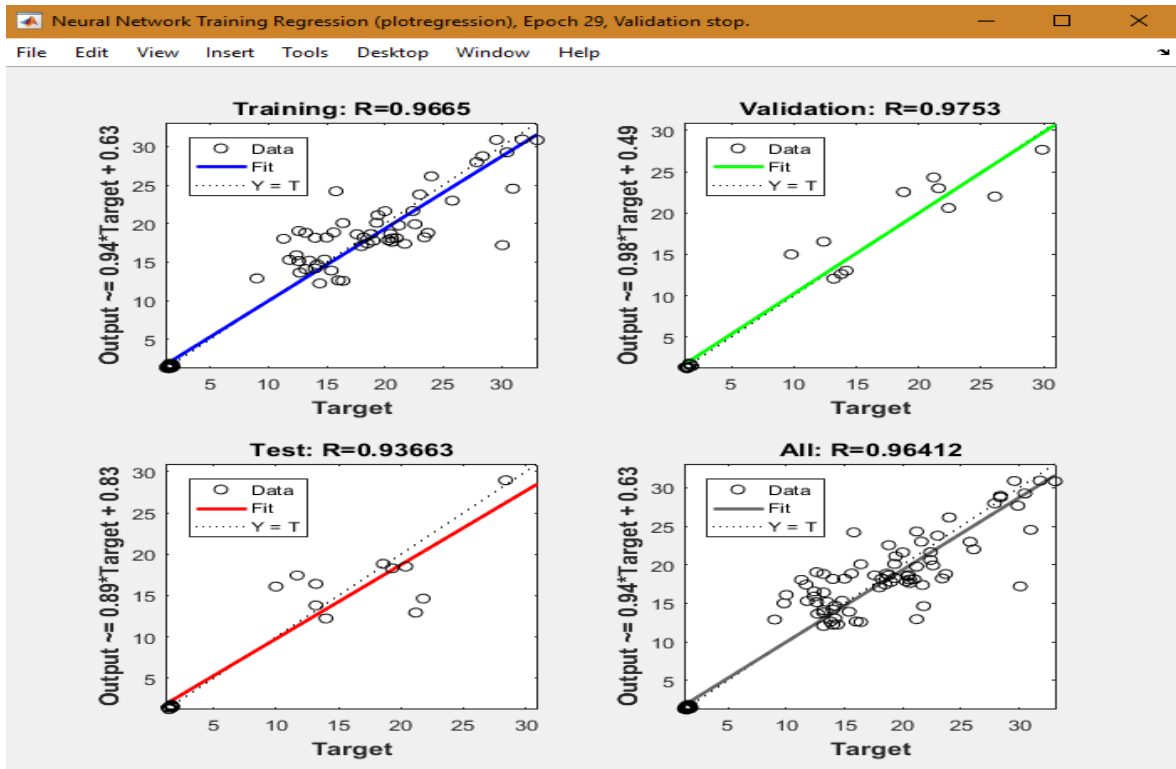 Neural Network Training Regression (plotregression), Epoch 29, Validation stop.
File Edit View Insert Tools Desktop Window Help
Training: R=0.9665
Output ~= 0.94*Target + 0.63
30
25
20
15
10
5
Data
Fit
Y = T
5 10 15 20 25 30
Target
Validation: R=0.9753
Output ~= 0.98*Target + 0.49
30
25
20
15
10
5
Data
Fit
Y = T
5 10 15 20 25 30
Target
Test: R=0.93663
Output ~= 0.89*Target + 0.83
30
25
20
15
10
5
Data
Fit
Y = T
5 10 15 20 25 30
Target
All: R=0.96412
Output ~= 0.94*Target + 0.63
30
25
20
15
10
5
Data
Fit
Y = T
5 10 15 20 25 30
Target